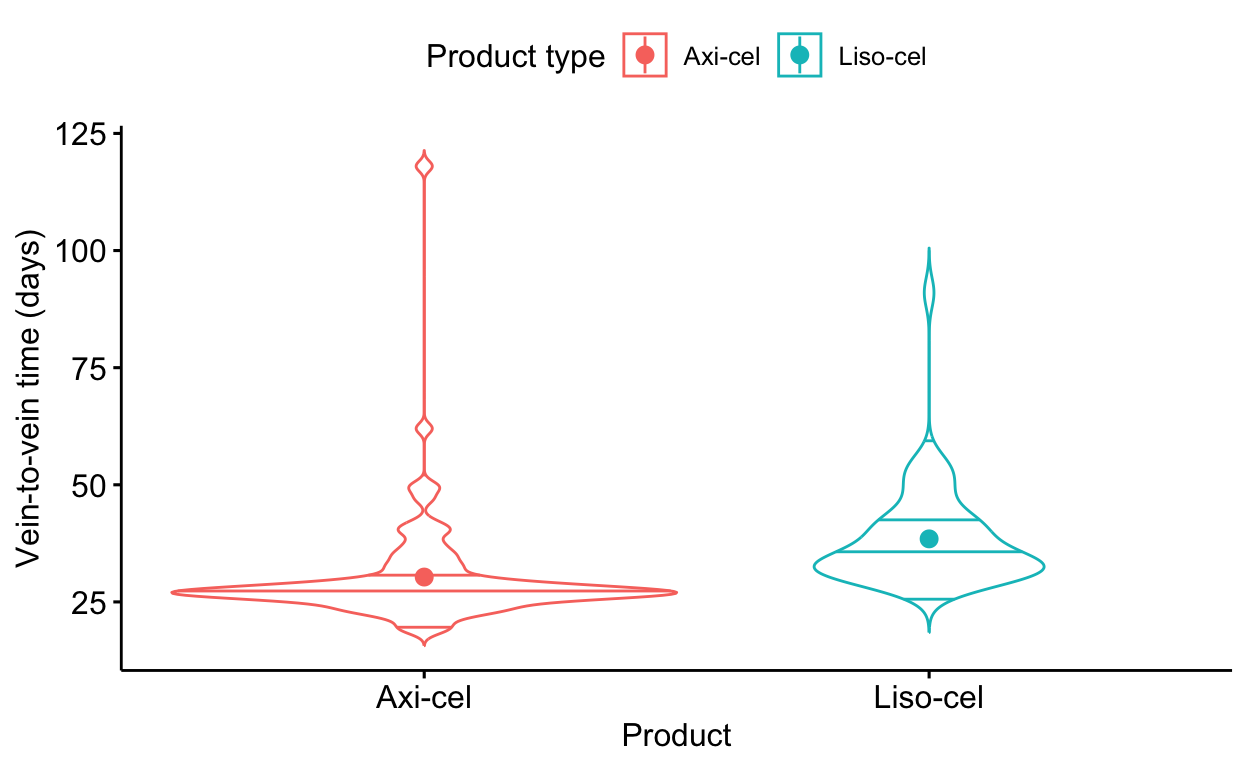 Product type Axi-cel Liso-cel
125
100
75
50
25
Vein-to-vein time (days)
Axi-cel Liso-cel
Product